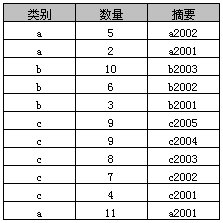 类别 数量 摘要
a 5 a2002
a 2 a2001
b 10 b2003
b 6 b2002
b 3 b2001
c 9 c2005
c 9 c2004
c 8 c2003
c 7 c2002
c 4 c2001
a 11 a2001